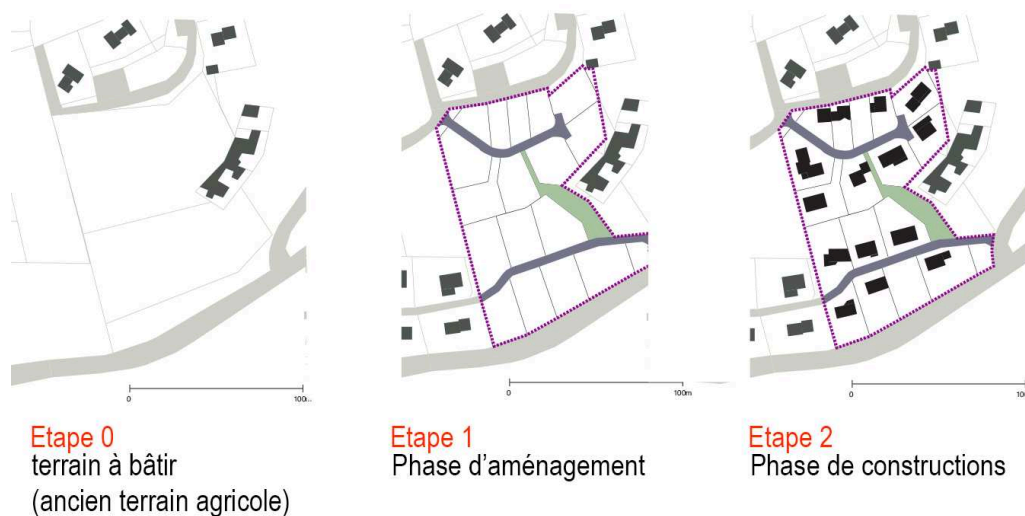 0
100m
0
100m
0
100
Etape 0
terrain à bâtir
(ancien terrain agricole)
Etape 1
Phase d'aménagement
Etape 2
Phase de constructions